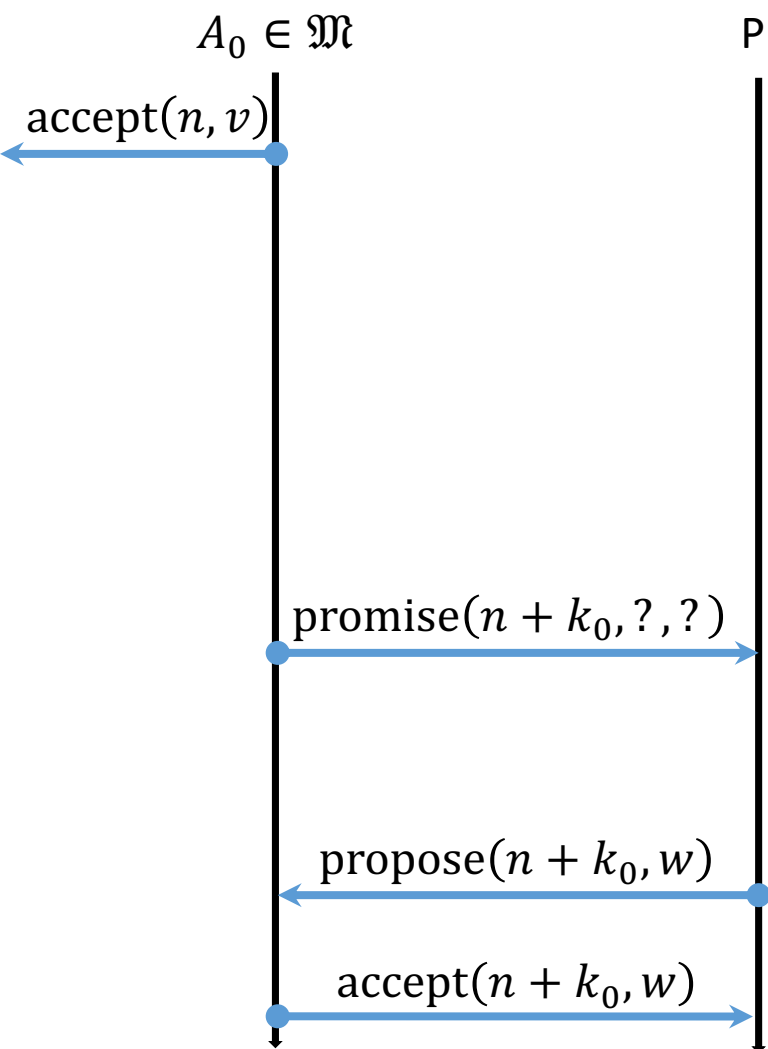 A₀ ∈ 𝔐
P
accept(n, v)
promise(n + k₀, ?, ?)
propose(n + k₀, w)
accept(n + k₀, w)